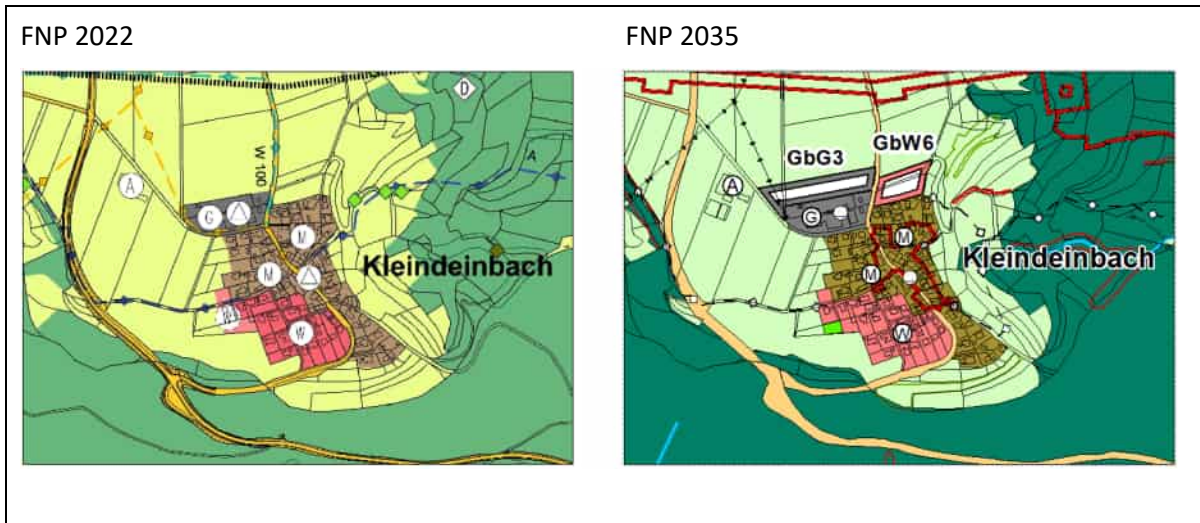 FNP 2022
FNP 2035
D
A
W 100
A
G
M
M
Kleindeinbach
W
W
GbG3
GbW6
A
G
M
M
Kleindeinbach
W